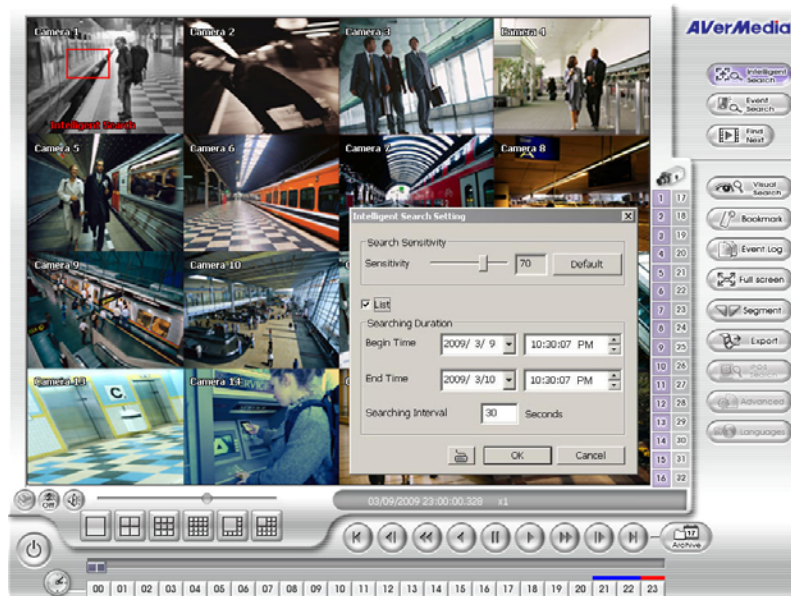 Camera 1
Camera 2
Camera 3
Camera 4
AVerMedia
Intelligent Search
Intelligent Search
Event Search
Find Next
Camera 5
Camera 6
Camera 7
Camera 8
Visual Search
Bookmark
Event Log
Full screen
Segment
Export
POS Search
Advanced
Languages
1 17
2 18
3 19
4 20
5 21
6 22
7 23
8 24
9 25
10 26
11 27
12 28
13 29
14 30
15 31
16 32
Intelligent Search Setting
Search Sensitivity
Sensitivity 70 Default
List
Searching Duration
Begin Time 2009/ 3/ 9 10:30:07 PM
End Time 2009/ 3/10 10:30:07 PM
Searching Interval 30 Seconds
OK Cancel
Camera 9
Camera 10
Camera 13
Camera 14
C.
SERVICE
Off
03/09/2009 23:00:00.328 x1
17
Archive
00 01 02 03 04 05 06 07 08 09 10 11 12 13 14 15 16 17 18 19 20 21 22 23